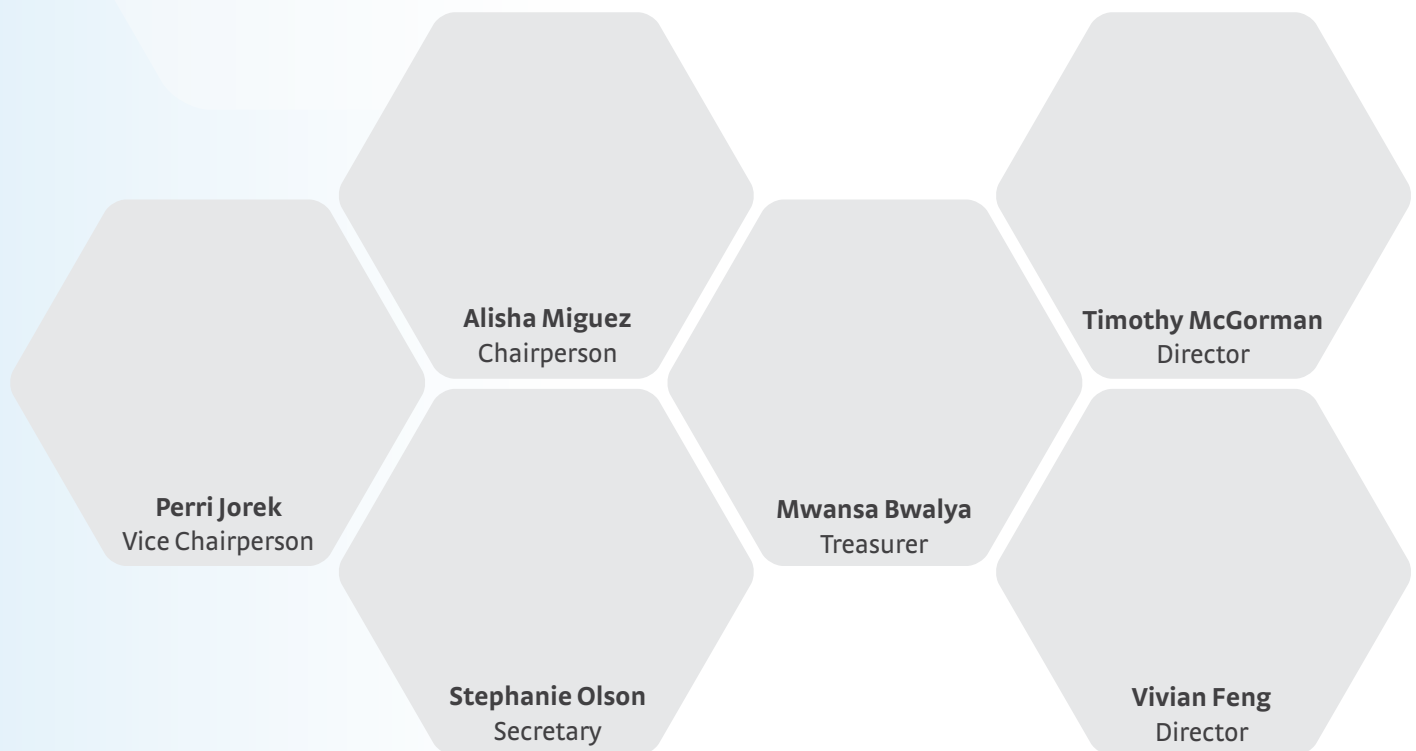 Alisha Miguez
Chairperson
Timothy McGorman
Director
Perri Jorek
Vice Chairperson
Mwansa Bwalya
Treasurer
Stephanie Olson
Secretary
Vivian Feng
Director